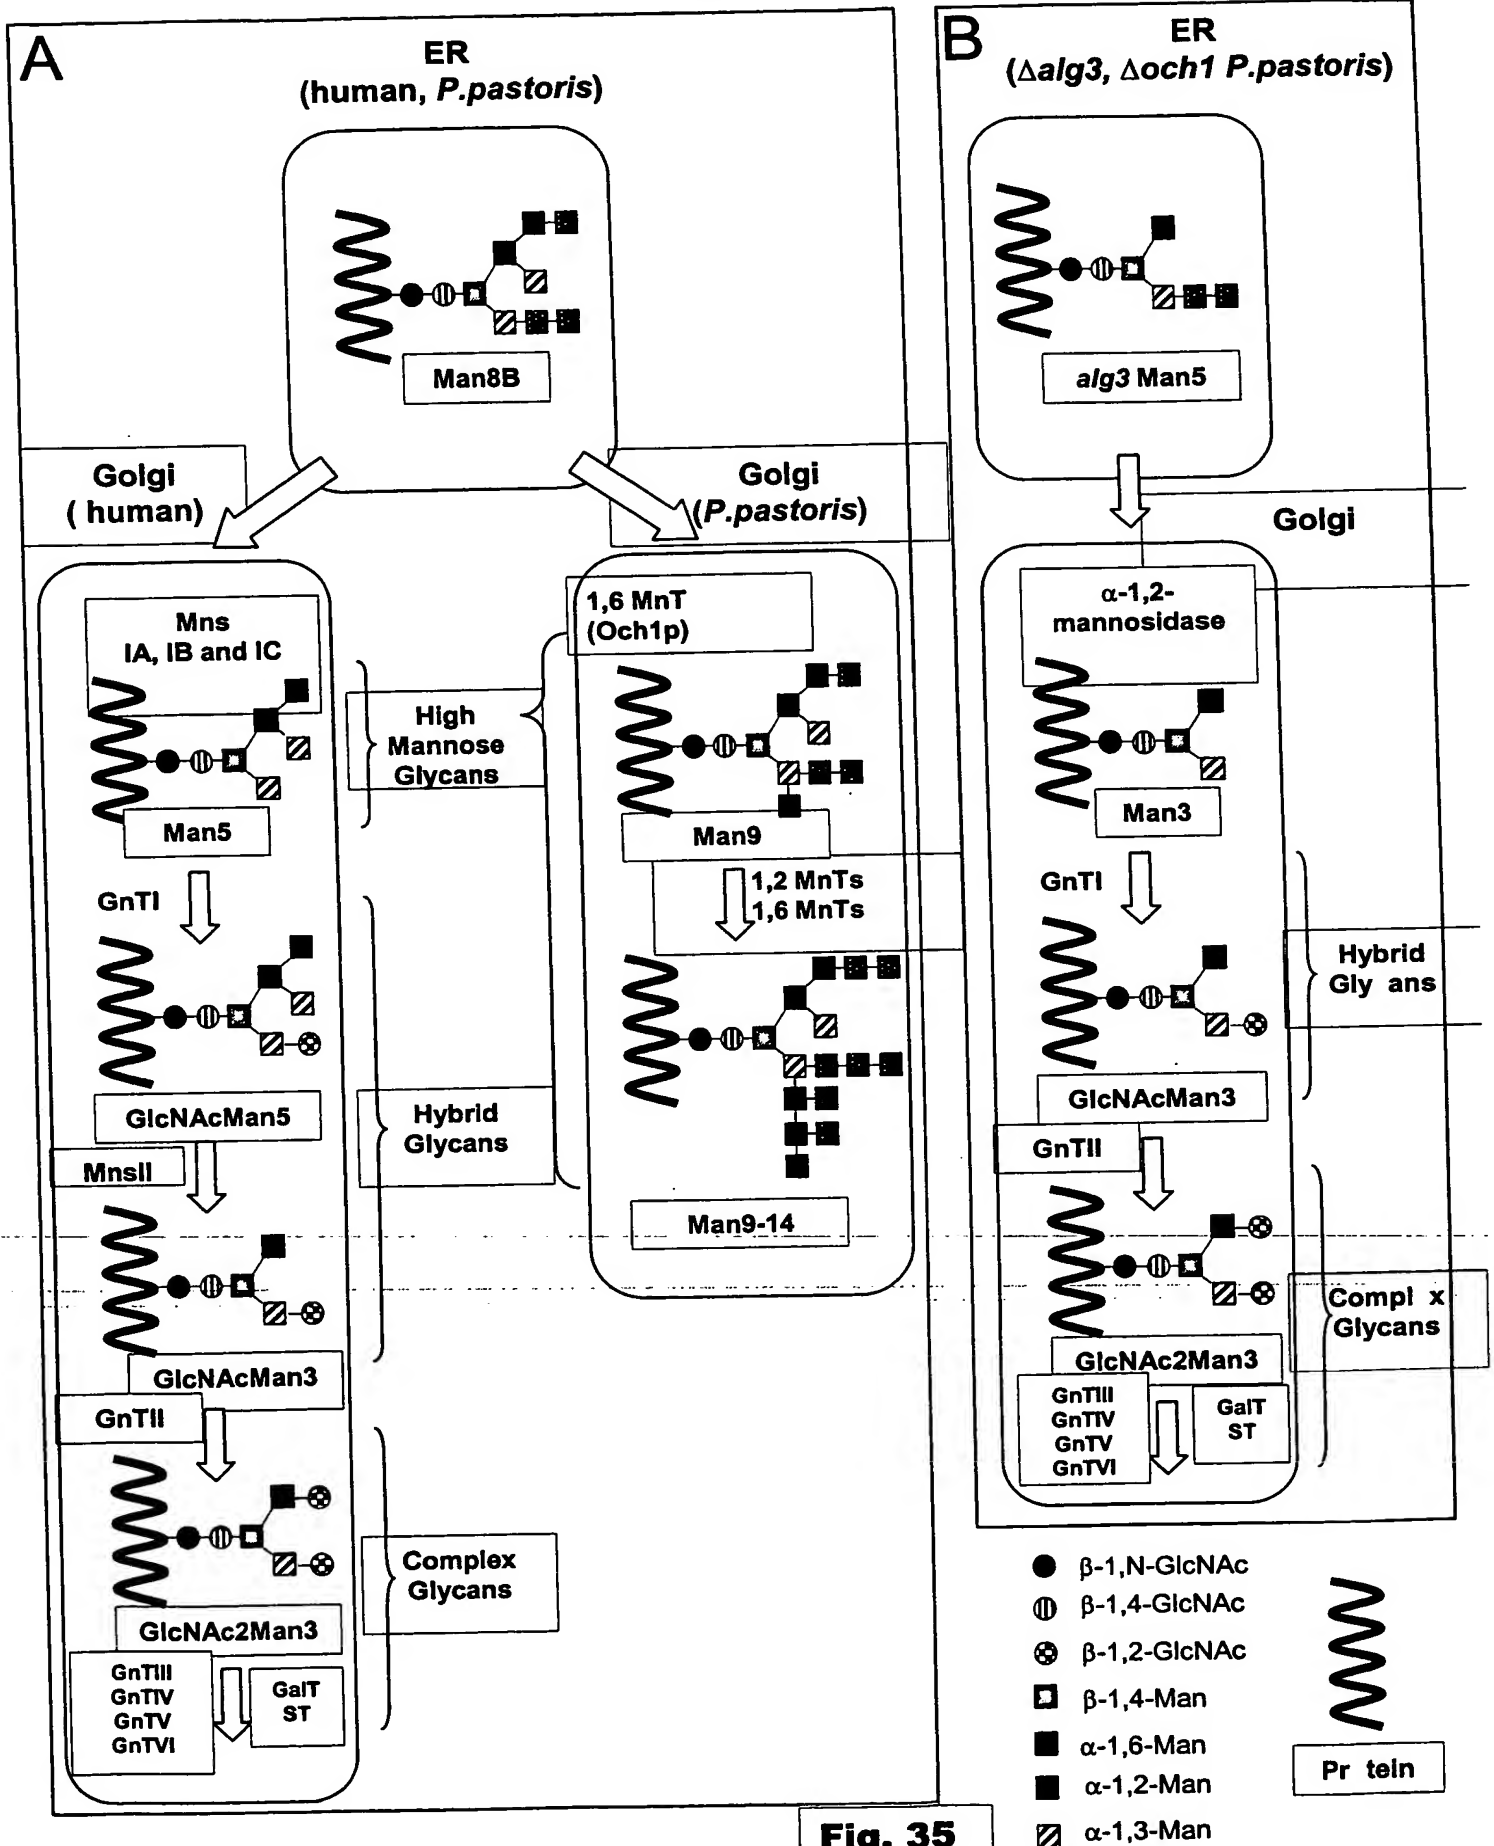 A
ER
(human, P.pastoris)
Man8B
Golgi
( human)
Golgi
(P.pastoris)
Mns
IA, IB and IC
Man5
GnTI
GlcNAcMan5
MnsII
GlcNAcMan3
GnTII
GlcNAc2Man3
GnTIII
GnTIV
GnTV
GnTVI
GalT
ST
High
Mannose
Glycans
Hybrid
Glycans
Complex
Glycans
1,6 MnT
(Och1p)
Man9
1,2 MnTs
1,6 MnTs
Man9-14
B
ER
(Δalg3, Δoch1 P.pastoris)
alg3 Man5
Golgi
α-1,2-
mannosidase
Man3
GnTI
GlcNAcMan3
GnTII
GlcNAc2Man3
GnTIII
GnTIV
GnTV
GnTVI
GalT
ST
Hybrid
Gly ans
Compl x
Glycans
β-1,N-GlcNAc
β-1,4-GlcNAc
β-1,2-GlcNAc
β-1,4-Man
α-1,6-Man
α-1,2-Man
α-1,3-Man
Pr tein
Fig. 35